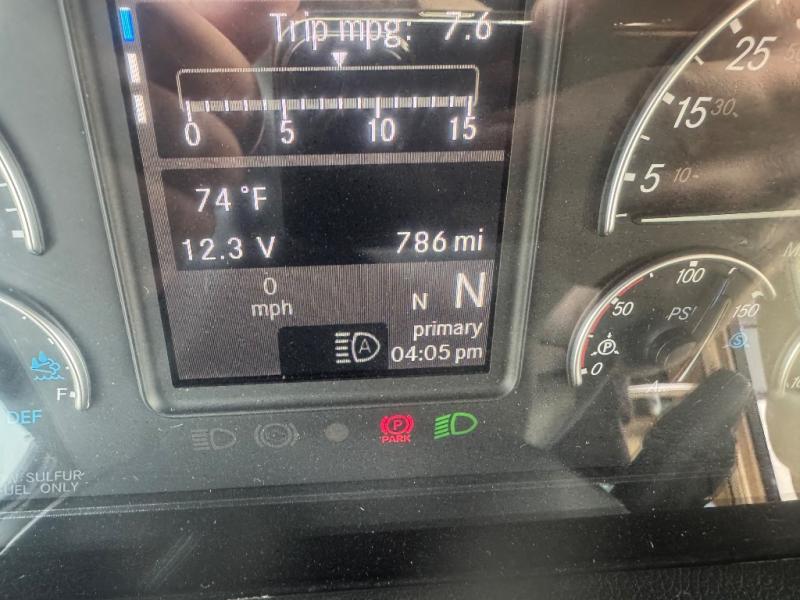 Trip mpg: 7.6
0 5 10 15
74 °F
12.3 V 786 mi
0
mph
N N
primary
04:05 pm
A
25
15 30
5 10
100
50 150
PSI
P
S
0
F
DEF
P
PARK
SULFUR
FUEL ONLY